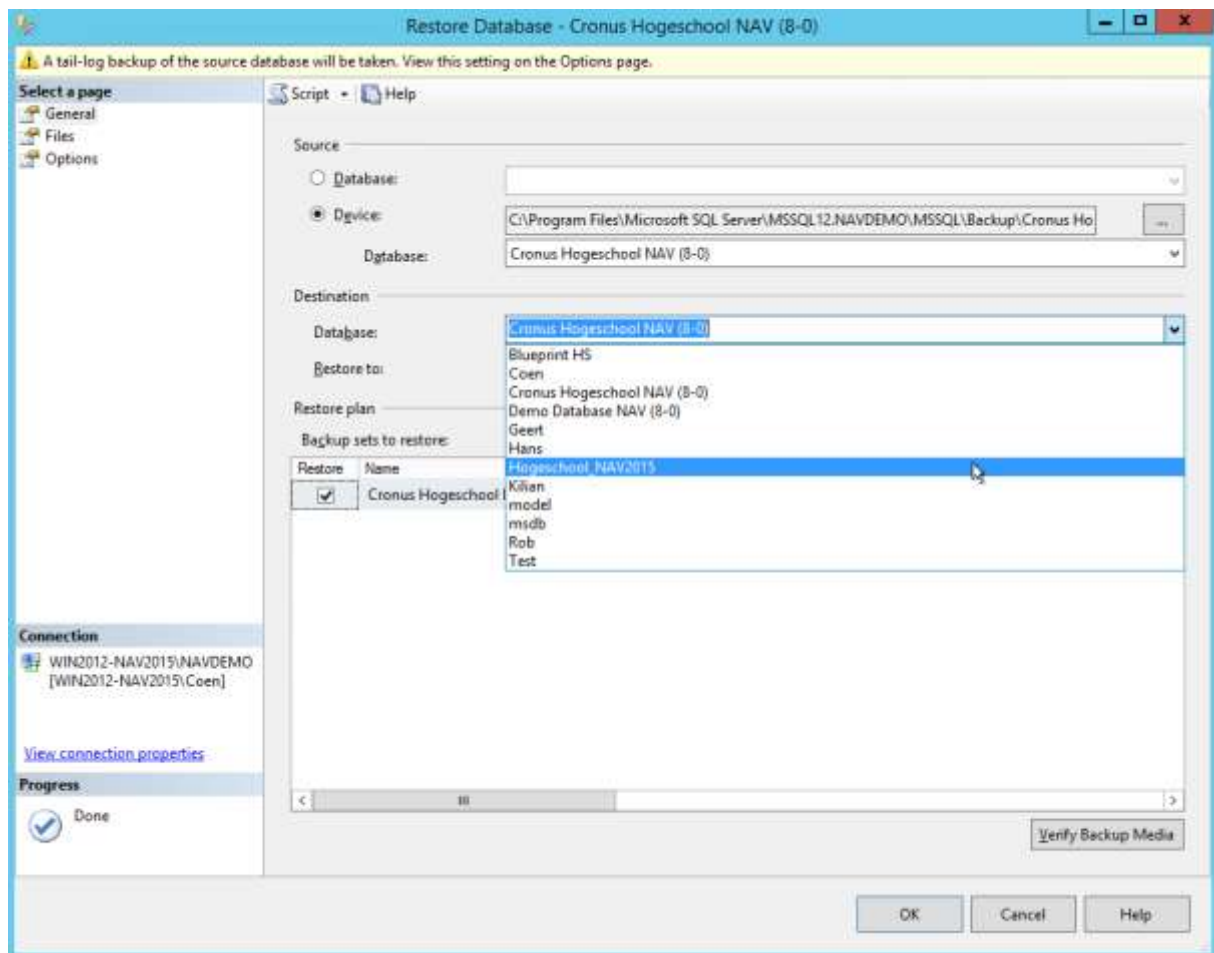 Restore Database - Cronus Hogeschool NAV (8-0)
A tail-log backup of the source database will be taken. View this setting on the Options page.
Select a page
General
Files
Options
Script
Help
Source
Database:
Device:
C:\Program Files\Microsoft SQL Server\MSSQL12.NAVDEMO\MSSQL\Backup\Cronus Ho
...
Database:
Cronus Hogeschool NAV (8-0)
Destination
Database:
Cronus Hogeschool NAV (8-0)
Restore to:
Blueprint HS
Coen
Cronus Hogeschool NAV (8-0)
Demo Database NAV (8-0)
Geert
Hans
Hogeschool_NAV2015
Kilian
model
msdb
Rob
Test
Restore plan
Backup sets to restore:
Restore Name
Cronus Hogeschool
Connection
WIN2012-NAV2015\NAVDEMO
[WIN2012-NAV2015\Coen]
View connection properties
Progress
Done
Verify Backup Media
OK Cancel Help